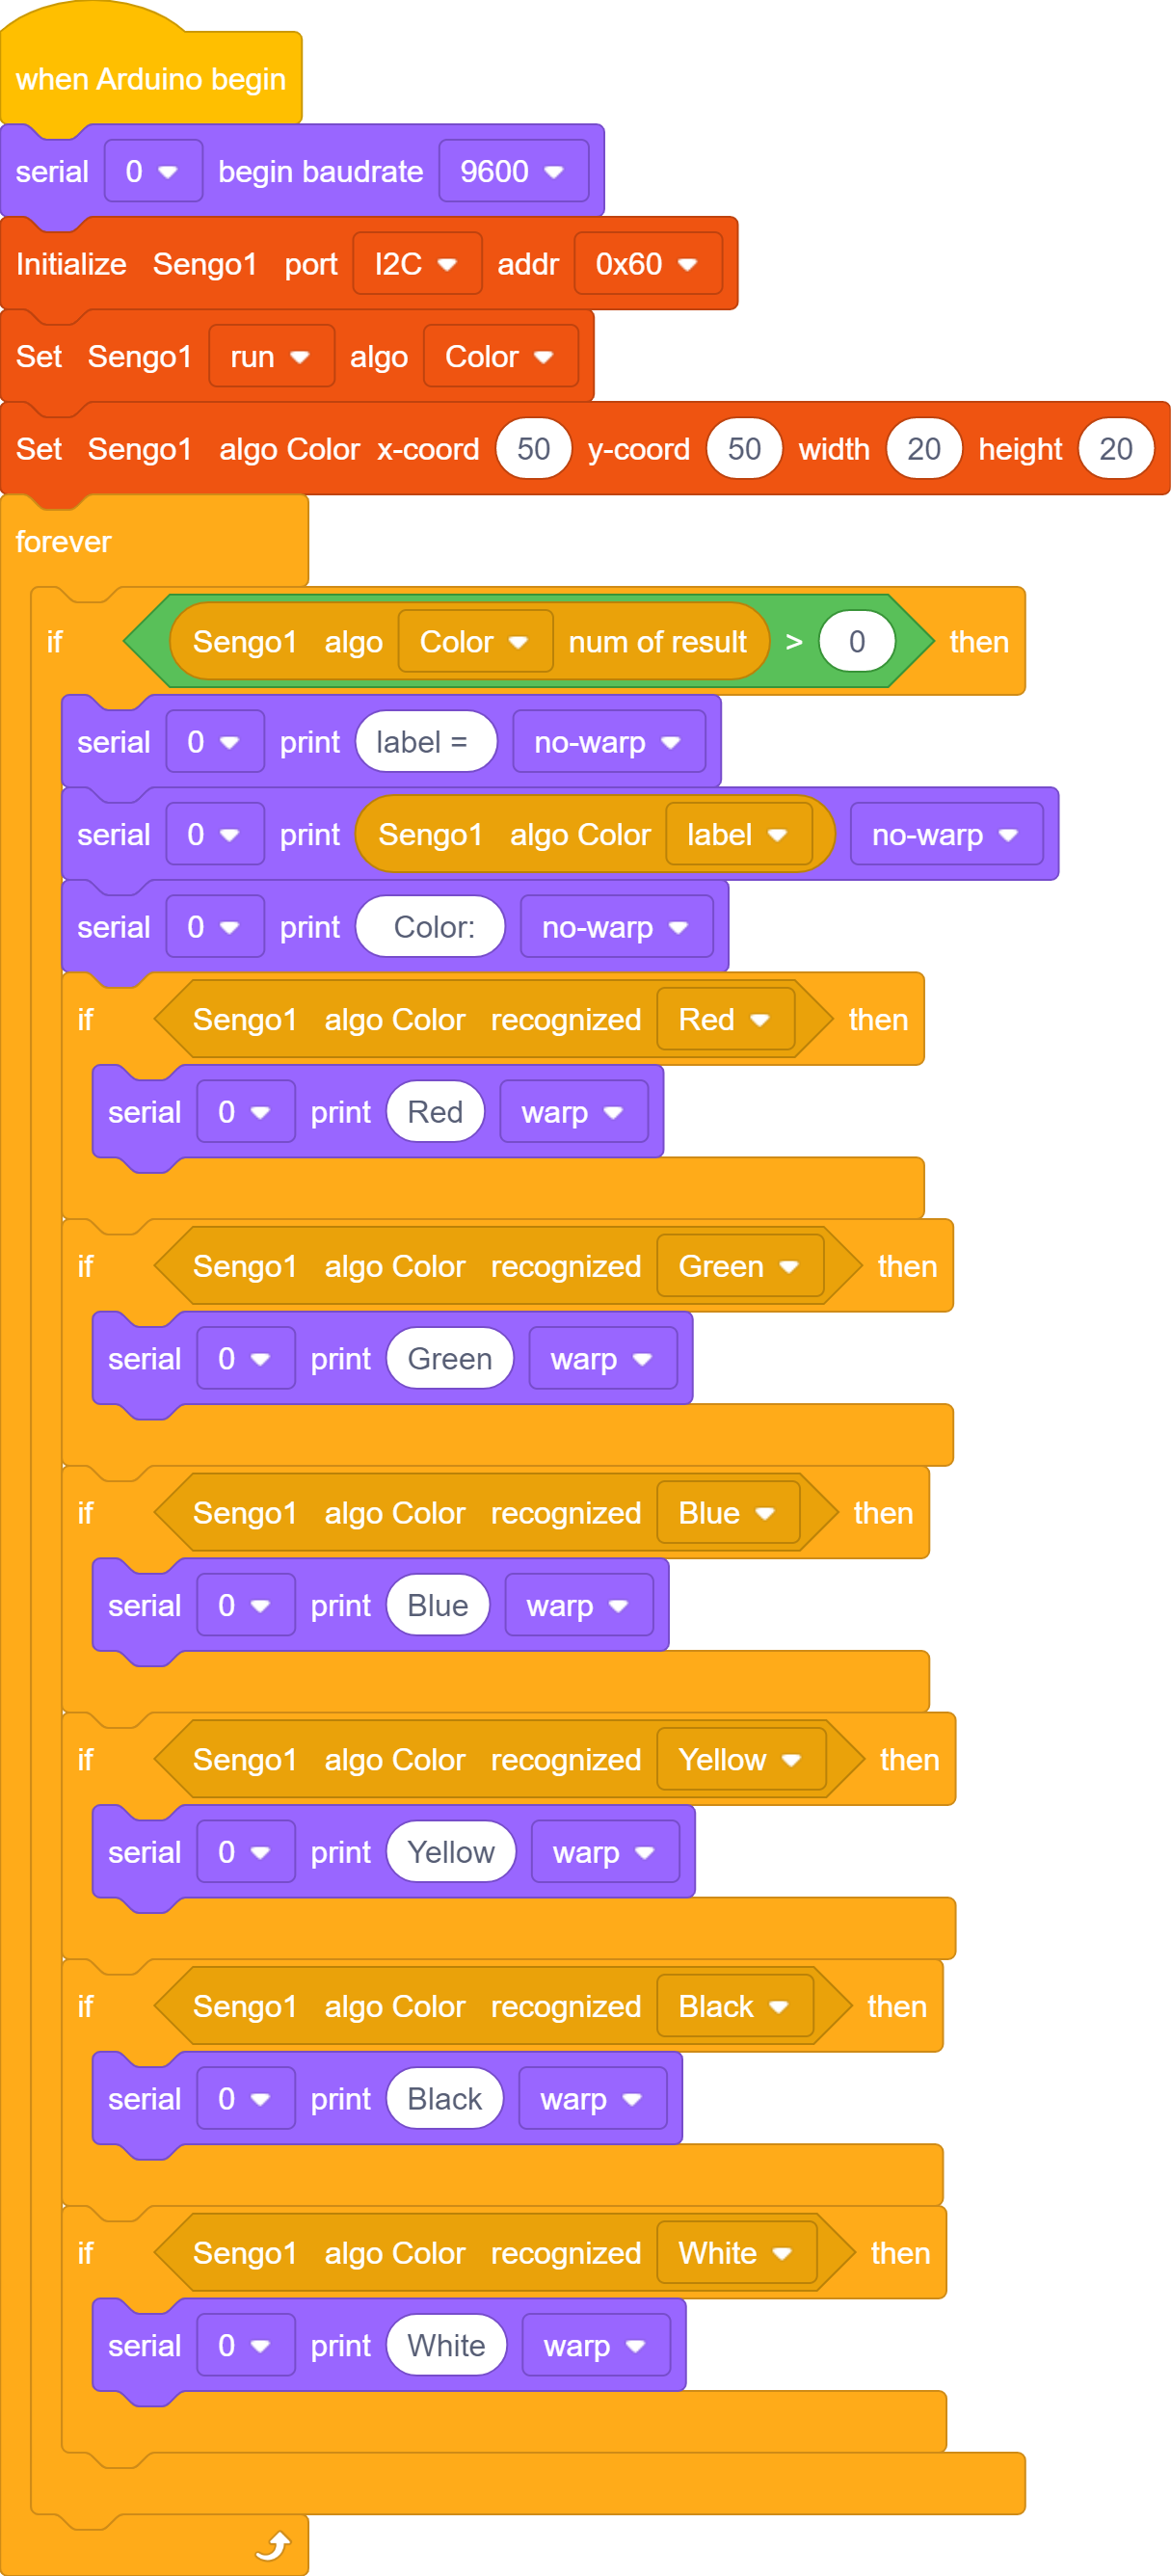 when Arduino begin
serial 0 begin baudrate 9600
Initialize Sengo1 port I2C addr 0x60
Set Sengo1 run algo Color
Set Sengo1 algo Color x-coord 50 y-coord 50 width 20 height 20
forever
if Sengo1 algo Color num of result > 0 then
serial 0 print label = no-warp
serial 0 print Sengo1 algo Color label no-warp
serial 0 print Color: no-warp
if Sengo1 algo Color recognized Red then
serial 0 print Red warp
if Sengo1 algo Color recognized Green then
serial 0 print Green warp
if Sengo1 algo Color recognized Blue then
serial 0 print Blue warp
if Sengo1 algo Color recognized Yellow then
serial 0 print Yellow warp
if Sengo1 algo Color recognized Black then
serial 0 print Black warp
if Sengo1 algo Color recognized White then
serial 0 print White warp